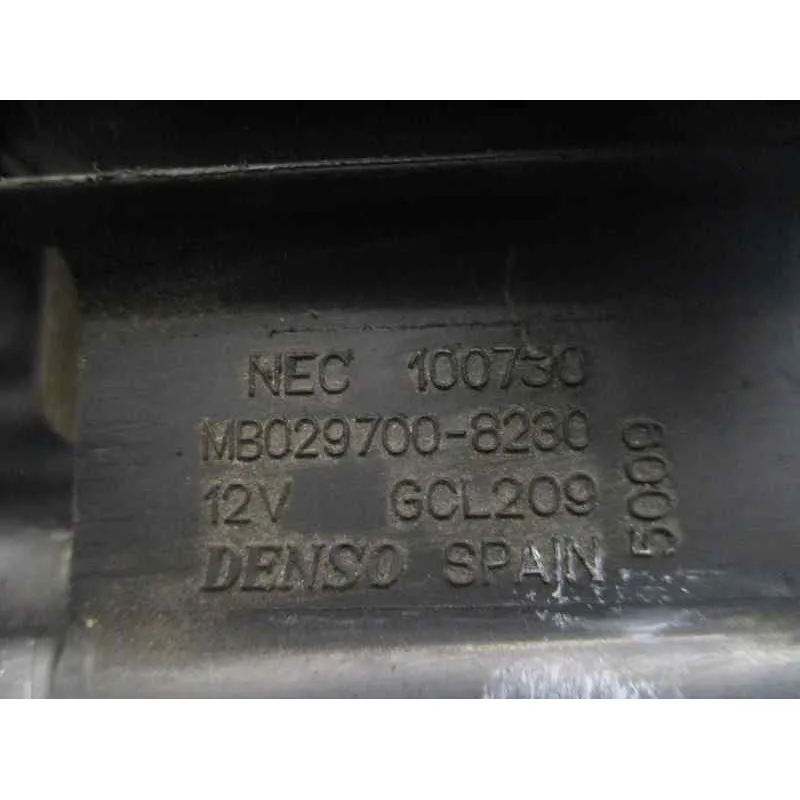 NEC 100730
MB029700-8230
12V GCL209
DENSO SPAIN
5009